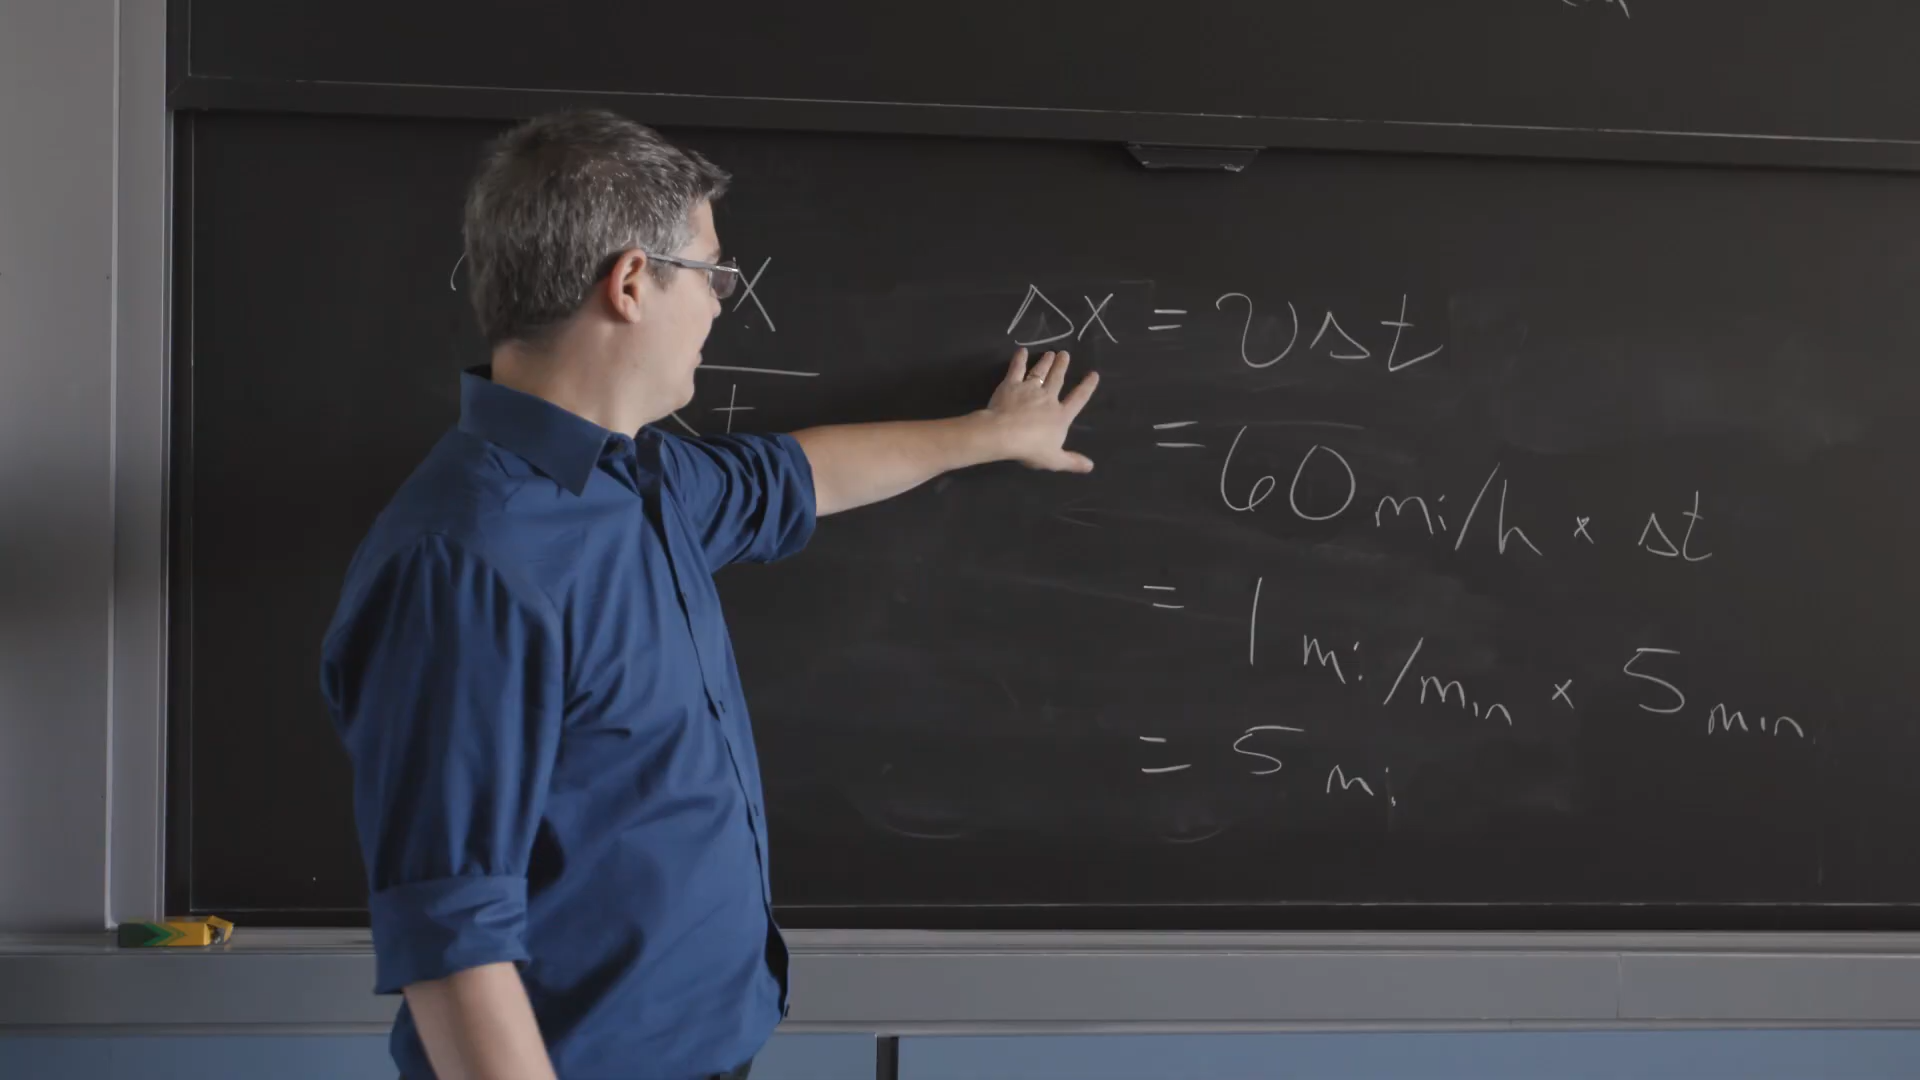 x
t
Δx = vΔt
= 60 mi/h × Δt
= 1 mi/min × 5 min
= 5 mi